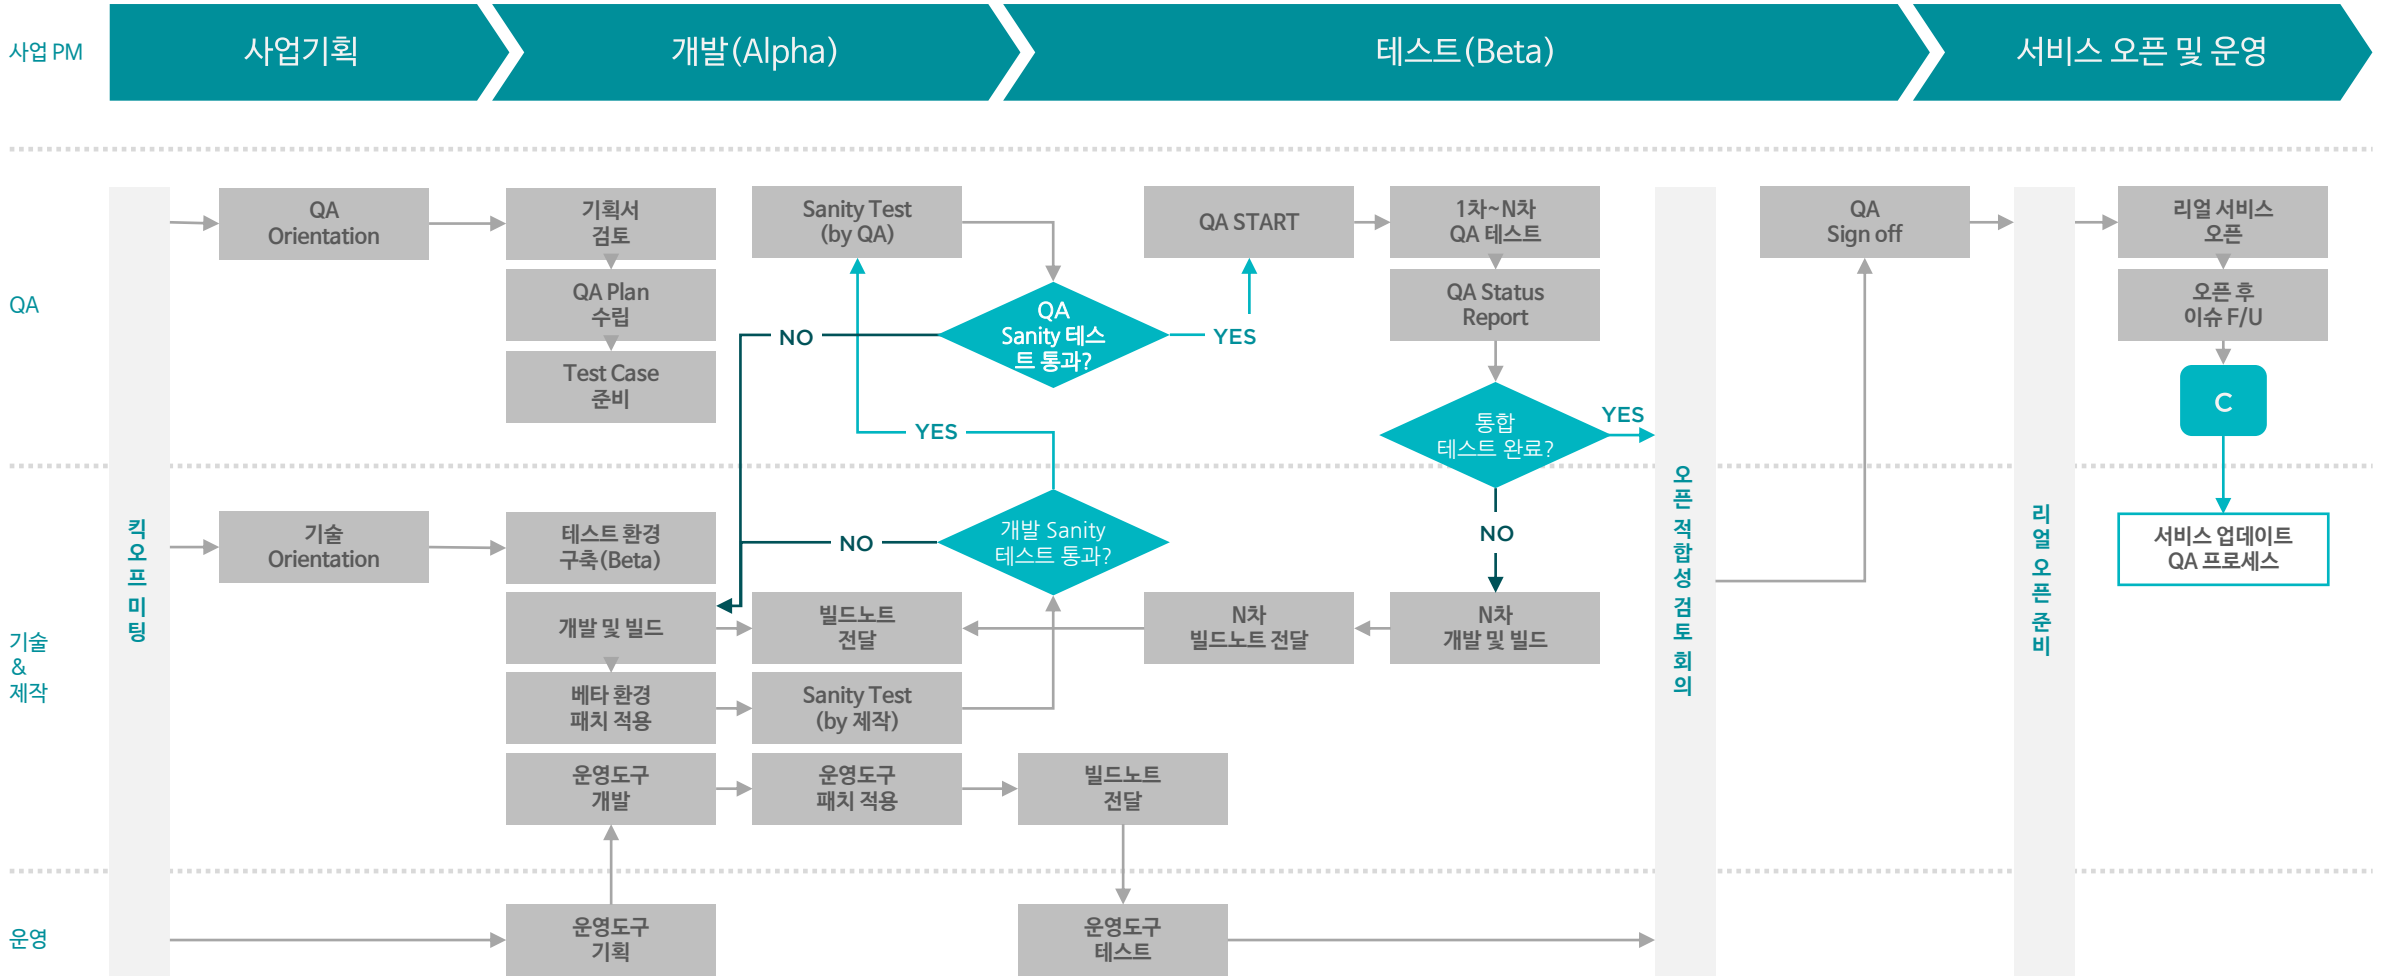 사업 PM
사업기획
개발(Alpha)
테스트(Beta)
서비스 오픈 및 운영
QA
킥오프 미팅
QA
Orientation
기획서
검토
QA Plan
수립
Test Case
준비
Sanity Test
(by QA)
QA
Sanity 테스
트 통과?
NO
YES
YES
QA START
1차~N차
QA 테스트
QA Status
Report
통합
테스트 완료?
YES
NO
오픈 적합성 검토 회의
QA
Sign off
리얼 오픈 준비
리얼 서비스
오픈
오픈 후
이슈 F/U
C
서비스 업데이트
QA 프로세스
기술
&
제작
기술
Orientation
테스트 환경
구축(Beta)
개발 Sanity
테스트 통과?
NO
개발 및 빌드
빌드노트
전달
N차
빌드노트 전달
N차
개발 및 빌드
베타 환경
패치 적용
Sanity Test
(by 제작)
운영도구
개발
운영도구
패치 적용
빌드노트
전달
운영
운영도구
기획
운영도구
테스트